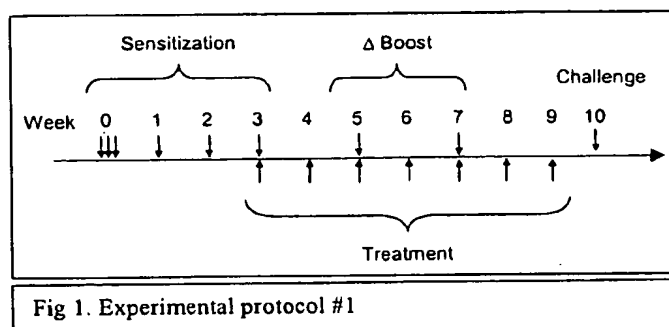 Sensitization Δ Boost
Challenge
Week 0 1 2 3 4 5 6 7 8 9 10
Treatment
Fig 1. Experimental protocol #1